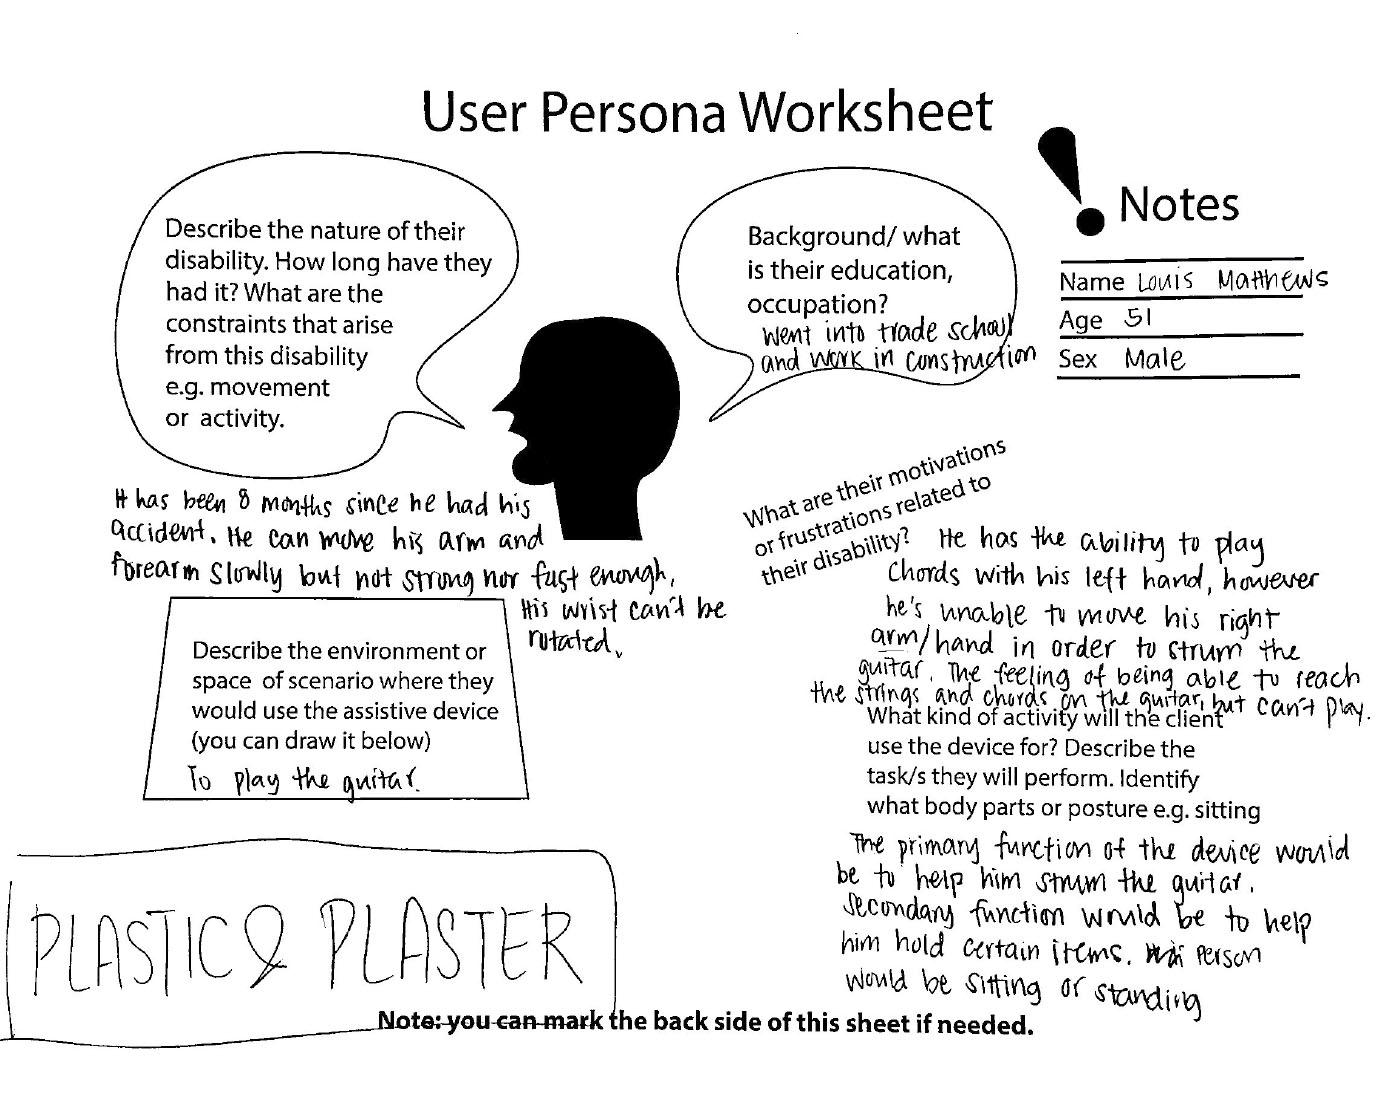 User Persona Worksheet
Notes
Name Louis Matthews
Age 51
Sex Male
Describe the nature of their
disability. How long have they
had it? What are the
constraints that arise
from this disability
e.g. movement
or activity.
It has been 8 months since he had his
accident. He can move his arm and
forearm slowly but not strong nor fast enough.
His wrist can't be
rotated.
Background/ what
is their education,
occupation?
Went into trade school
and work in construction
What are their motivations
or frustrations related to
their disability?
He has the ability to play
chords with his left hand, however
he's unable to move his right
arm/hand in order to strum the
guitar. The feeling of being able to reach
the strings and chords on the guitar, but can't play.
Describe the environment or
space of scenario where they
would use the assistive device
(you can draw it below)
To play the guitar.
What kind of activity will the client
use the device for? Describe the
task/s they will perform. Identify
what body parts or posture e.g. sitting
The primary function of the device would
be to help him strum the guitar.
Secondary function would be to help
him hold certain items. Person
would be sitting or standing
PLASTIC & PLASTER
Note: you can mark the back side of this sheet if needed.